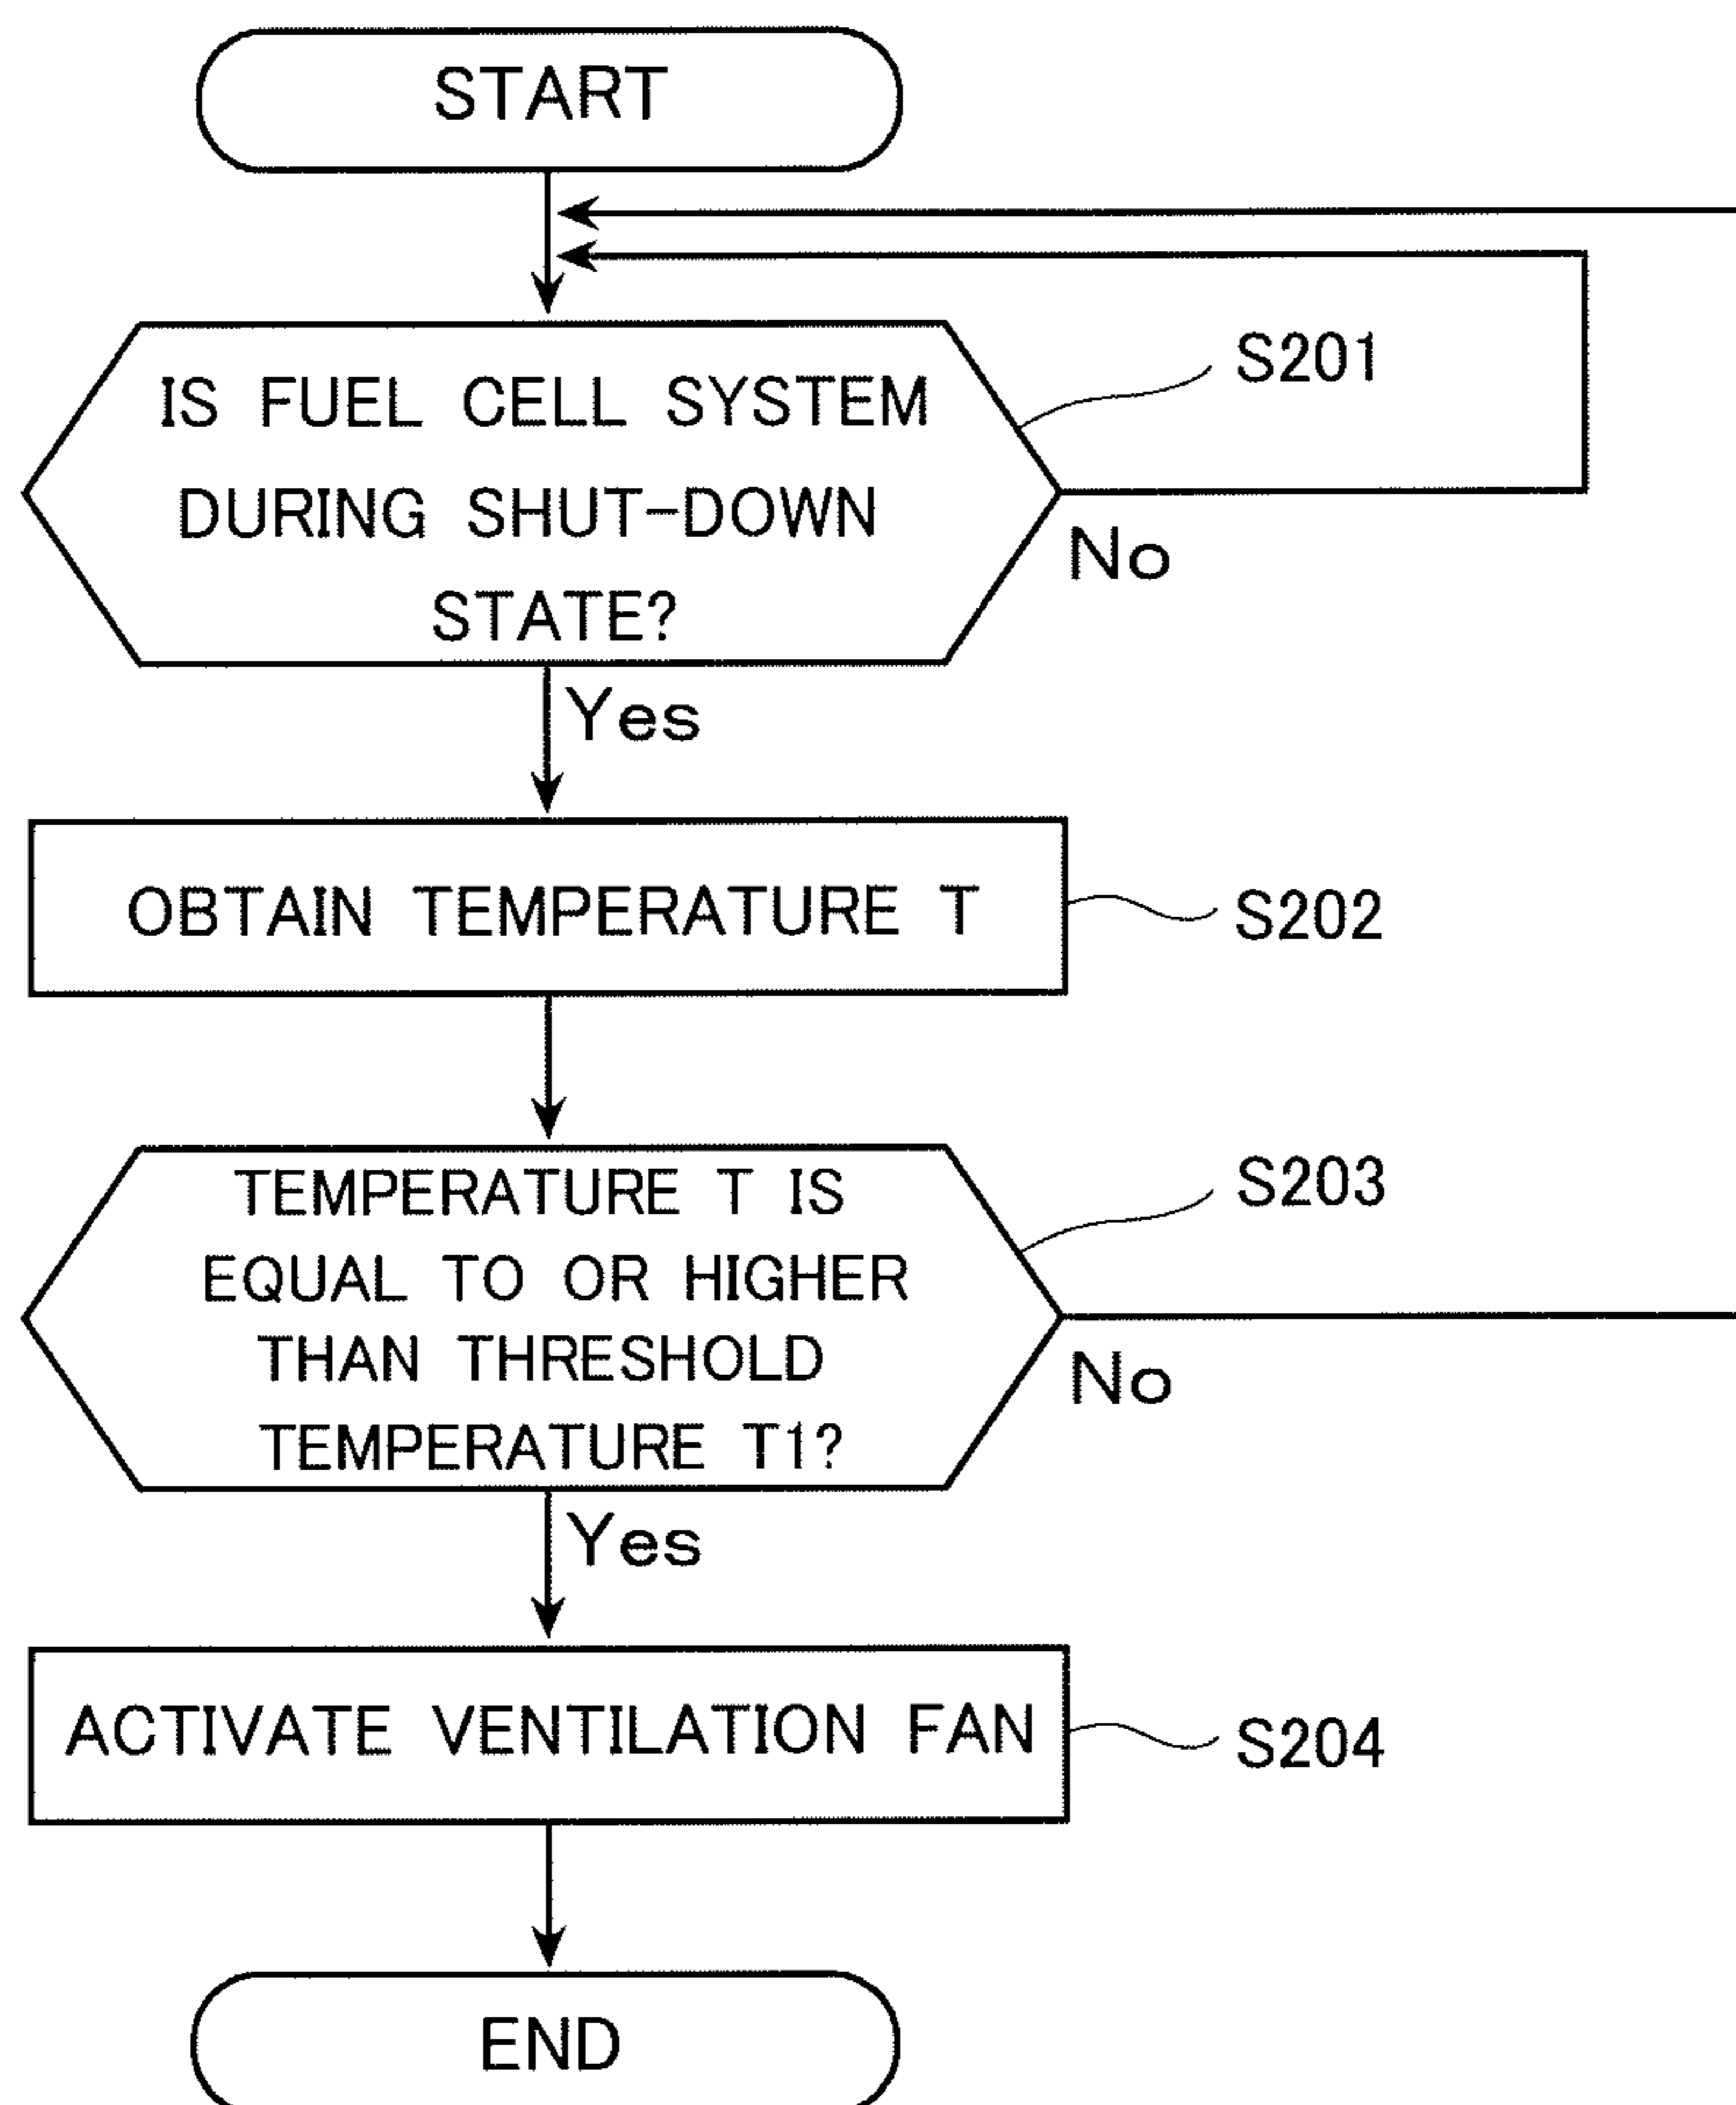 START
IS FUEL CELL SYSTEM
DURING SHUT-DOWN
STATE?
S201
No
Yes
OBTAIN TEMPERATURE T
S202
TEMPERATURE T IS
EQUAL TO OR HIGHER
THAN THRESHOLD
TEMPERATURE T1?
S203
No
Yes
ACTIVATE VENTILATION FAN
S204
END